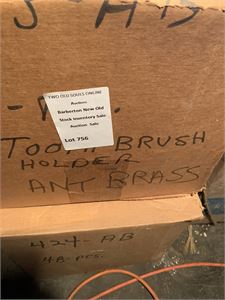 TWO OLD SOULS ONLINE
Auctions
Barberton New Old
Stock Inventory Sale
Auction Sale
Lot 756
TOOTH BRUSH
HOLDER
ANT BRASS
424-AB
48-PCS.